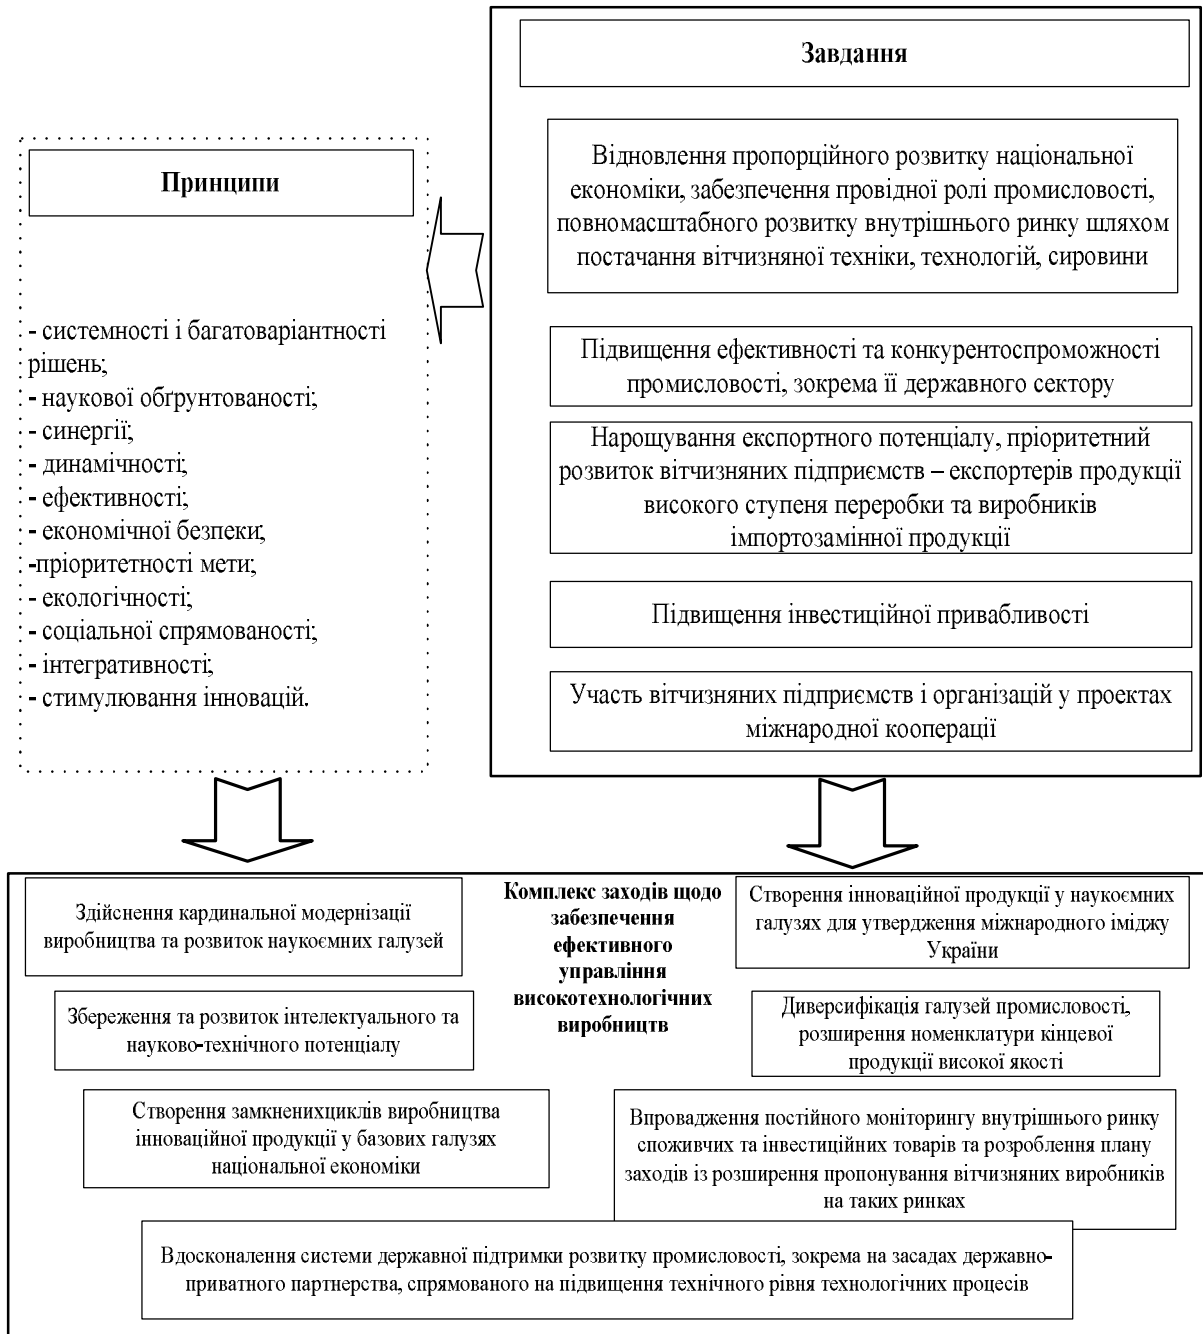 Завдання
Відновлення пропорційного розвитку національної
економіки, забезпечення провідної ролі промисловості,
повномасштабного розвитку внутрішнього ринку шляхом
постачання вітчизняної техніки, технологій, сировини
Підвищення ефективності та конкурентоспроможності
промисловості, зокрема її державного сектору
Нарощування експортного потенціалу, пріоритетний
розвиток вітчизняних підприємств – експортерів продукції
високого ступеня переробки та виробників
імпортозамінної продукції
Підвищення інвестиційної привабливості
Участь вітчизняних підприємств і організацій у проектах
міжнародної кооперації
Принципи
- системності і багатоваріантності
рішень;
- наукової обґрунтованості;
- синергії;
- динамічності;
- ефективності;
- економічної безпеки;
-пріоритетності мети;
- екологічності;
- соціальної спрямованості;
- інтегративності;
- стимулювання інновацій.
Комплекс заходів щодо
забезпечення
ефективного
управління
високотехнологічних
виробництв
Здійснення кардинальної модернізації
виробництва та розвиток наукоємних галузей
Збереження та розвиток інтелектуального та
науково-технічного потенціалу
Створення замкненихциклів виробництва
інноваційної продукції у базових галузях
національної економіки
Створення інноваційної продукції у наукоємних
галузях для утвердження міжнародного іміджу
України
Диверсифікація галузей промисловості,
розширення номенклатури кінцевої
продукції високої якості
Впровадження постійного моніторингу внутрішнього ринку
споживчих та інвестиційних товарів та розроблення плану
заходів із розширення пропонування вітчизняних виробників
на таких ринках
Вдосконалення системи державної підтримки розвитку промисловості, зокрема на засадах державно-
приватного партнерства, спрямованого на підвищення технічного рівня технологічних процесів